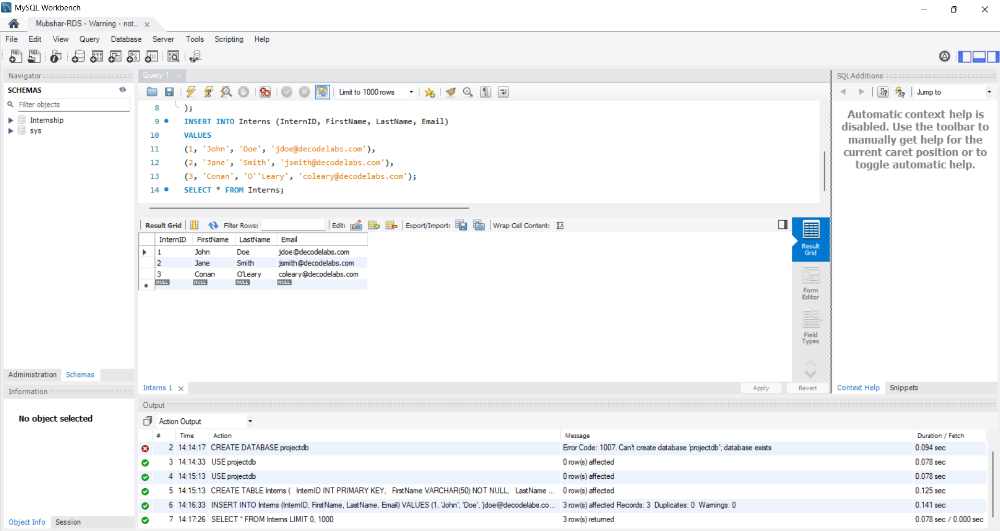 MySQL Workbench
Mubshar-RDS - Warning - not...
File Edit View Query Database Server Tools Scripting Help
Navigator
SCHEMAS
Filter objects
Internship
sys
Administration Schemas
Information
No object selected
Object Info Session
Query 1
Limit to 1000 rows
8 );
9 INSERT INTO Interns (InternID, FirstName, LastName, Email)
10 VALUES
11 (1, 'John', 'Doe', 'jdoe@decodelabs.com'),
12 (2, 'Jane', 'Smith', 'jsmith@decodelabs.com'),
13 (3, 'Conan', 'O''Leary', 'coleary@decodelabs.com');
14 SELECT * FROM Interns;
Result Grid Filter Rows: Edit: Export/Import: Wrap Cell Content:
InternID FirstName LastName Email
1 John Doe jdoe@decodelabs.com
2 Jane Smith jsmith@decodelabs.com
3 Conan O'Leary coleary@decodelabs.com
NULL NULL NULL NULL
Result
Grid
Form
Editor
Field
Types
Interns 1 Apply Revert
SQLAdditions
Jump to
Automatic context help is
disabled. Use the toolbar to
manually get help for the
current caret position or to
toggle automatic help.
Context Help Snippets
Output
Action Output
# Time Action Message Duration / Fetch
2 14:14:17 CREATE DATABASE projectdb Error Code: 1007. Can't create database 'projectdb'; database exists 0.094 sec
3 14:14:33 USE projectdb 0 row(s) affected 0.078 sec
4 14:15:13 USE projectdb 0 row(s) affected 0.078 sec
5 14:15:13 CREATE TABLE Interns ( InternID INT PRIMARY KEY, FirstName VARCHAR(50) NOT NULL, LastName ... 0 row(s) affected 0.125 sec
6 14:16:33 INSERT INTO Interns (InternID, FirstName, LastName, Email) VALUES (1, 'John', 'Doe', 'jdoe@decodelabs.co... 3 row(s) affected Records: 3 Duplicates: 0 Warnings: 0 0.141 sec
7 14:17:26 SELECT * FROM Interns LIMIT 0, 1000 3 row(s) returned 0.078 sec / 0.000 sec